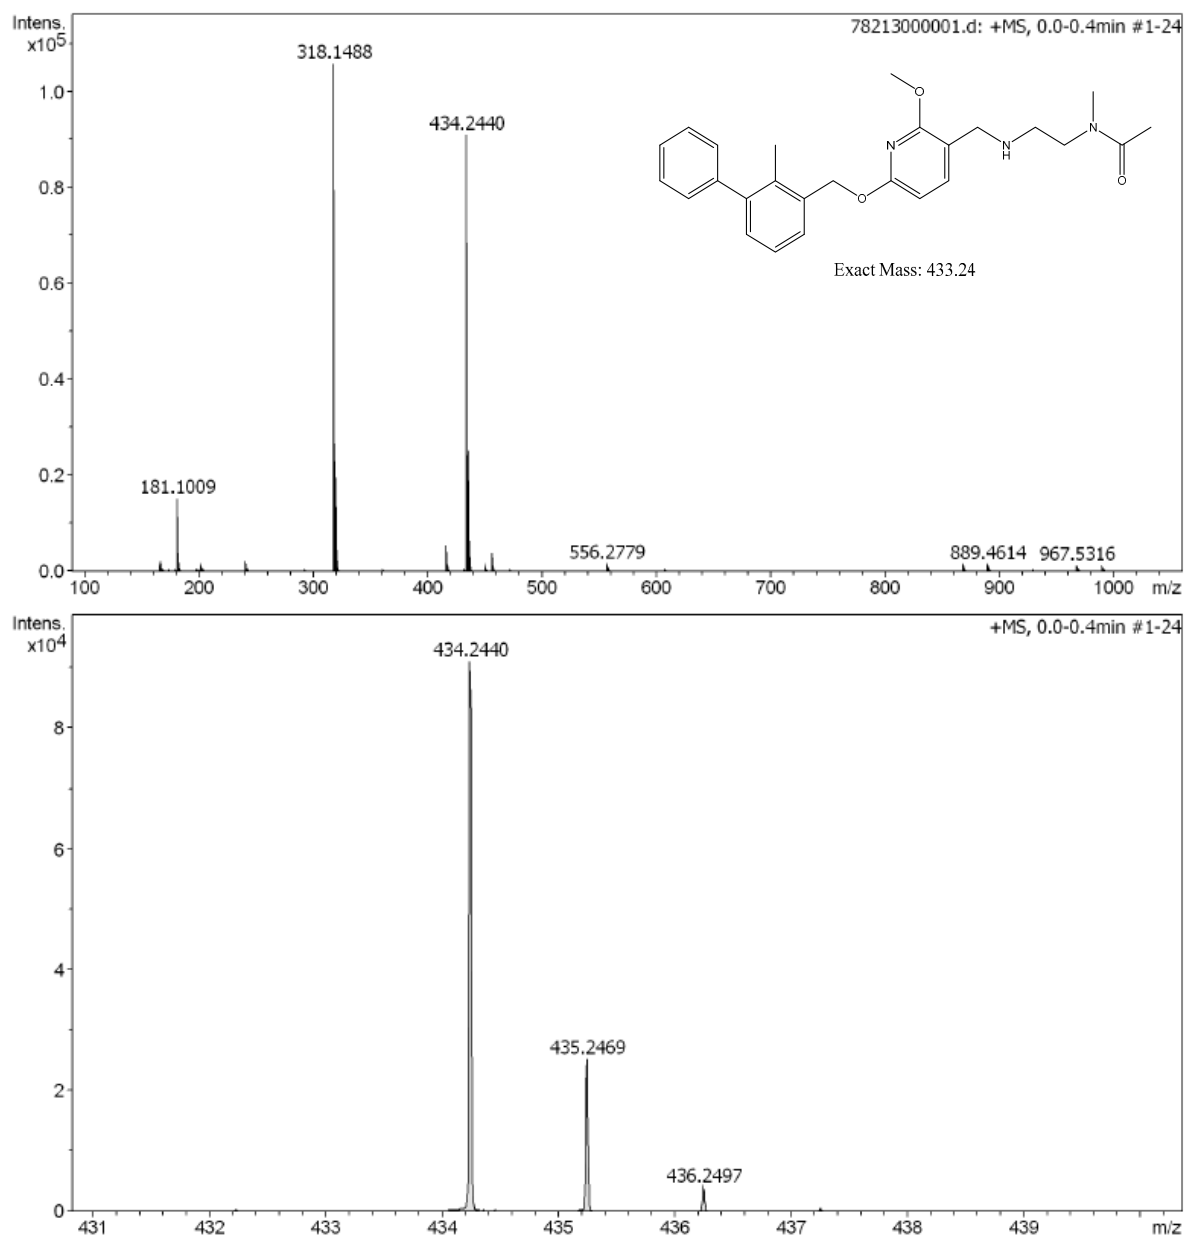 Intens.
x10^5
78213000001.d: +MS, 0.0-0.4min #1-24
318.1488
1.0
434.2440
0.8
O
N
N
N
H
O
O
Exact Mass: 433.24
0.6
0.4
0.2
181.1009
556.2779
889.4614
967.5316
0.0
100 200 300 400 500 600 700 800 900 1000 m/z
Intens.
x10^4
+MS, 0.0-0.4min #1-24
434.2440
8
6
4
435.2469
2
436.2497
0
431 432 433 434 435 436 437 438 439 m/z